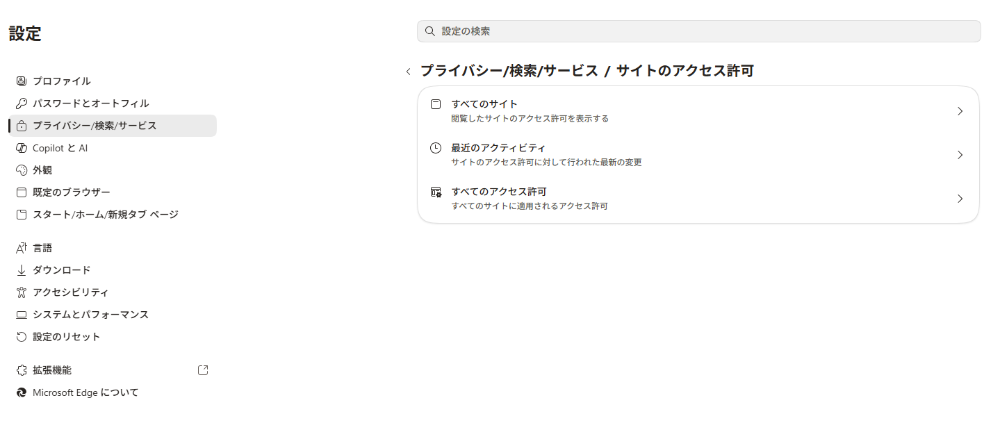 設定
設定の検索
プロファイル
パスワードとオートフィル
プライバシー/検索/サービス
Copilot と AI
外観
既定のブラウザー
スタート/ホーム/新規タブ ページ
言語
ダウンロード
アクセシビリティ
システムとパフォーマンス
設定のリセット
拡張機能
Microsoft Edge について
プライバシー/検索/サービス / サイトのアクセス許可
すべてのサイト
閲覧したサイトのアクセス許可を表示する
最近のアクティビティ
サイトのアクセス許可に対して行われた最新の変更
すべてのアクセス許可
すべてのサイトに適用されるアクセス許可